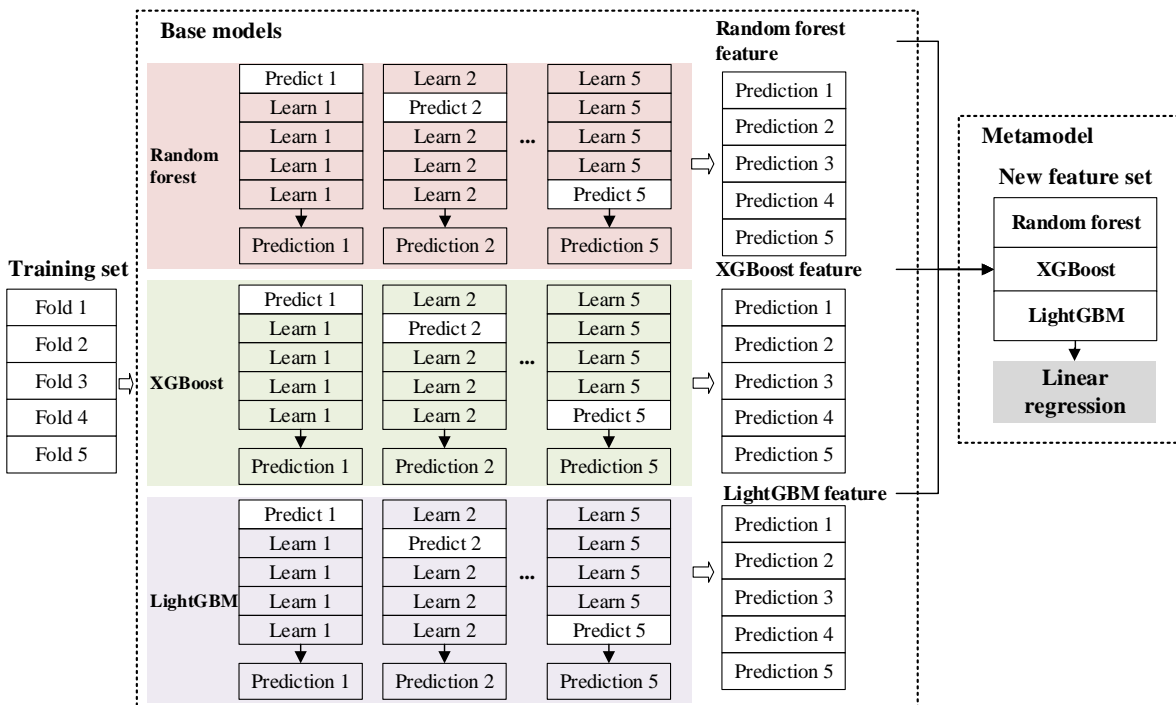 Training set
Fold 1
Fold 2
Fold 3
Fold 4
Fold 5
Base models
Random
forest
Predict 1
Learn 1
Learn 1
Learn 1
Learn 1
Prediction 1
Learn 2
Predict 2
Learn 2
Learn 2
Learn 2
Prediction 2
...
Learn 5
Learn 5
Learn 5
Learn 5
Predict 5
Prediction 5
Random forest
feature
Prediction 1
Prediction 2
Prediction 3
Prediction 4
Prediction 5
XGBoost
Predict 1
Learn 1
Learn 1
Learn 1
Learn 1
Prediction 1
Learn 2
Predict 2
Learn 2
Learn 2
Learn 2
Prediction 2
...
Learn 5
Learn 5
Learn 5
Learn 5
Predict 5
Prediction 5
XGBoost feature
Prediction 1
Prediction 2
Prediction 3
Prediction 4
Prediction 5
LightGBM
Predict 1
Learn 1
Learn 1
Learn 1
Learn 1
Prediction 1
Learn 2
Predict 2
Learn 2
Learn 2
Learn 2
Prediction 2
...
Learn 5
Learn 5
Learn 5
Learn 5
Predict 5
Prediction 5
LightGBM feature
Prediction 1
Prediction 2
Prediction 3
Prediction 4
Prediction 5
Metamodel
New feature set
Random forest
XGBoost
LightGBM
Linear
regression